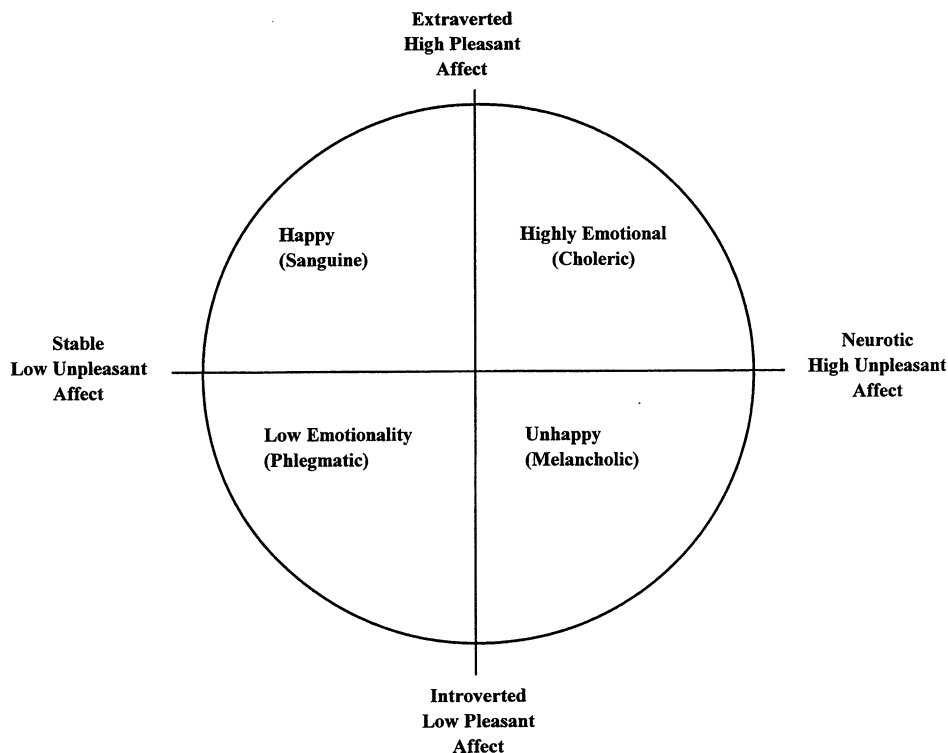 Extraverted
High Pleasant
Affect
Happy
(Sanguine)
Highly Emotional
(Choleric)
Stable
Low Unpleasant
Affect
Neurotic
High Unpleasant
Affect
Low Emotionality
(Phlegmatic)
Unhappy
(Melancholic)
Introverted
Low Pleasant
Affect